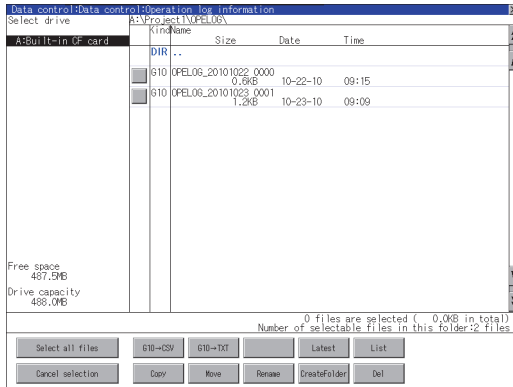 Data control:Data control:Operation log information
Select drive
A:\Project1\OPELOG\
A:Built-in CF card
Kind Name
Size Date Time
DIR ..
G10 OPELOG_20101022_0000
0.6KB 10-22-10 09:15
G10 OPELOG_20101023_0001
1.2KB 10-23-10 09:09
Free space
487.5MB
Drive capacity
488.0MB
0 files are selected ( 0.0KB in total)
Number of selectable files in this folder:2 files
Select all files G10→CSV G10→TXT Latest List
Cancel selection Copy Move Rename CreateFolder Del